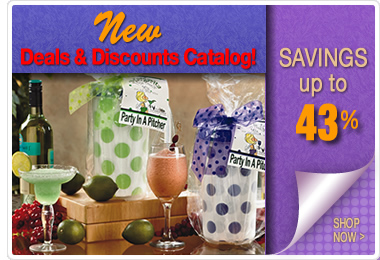 New
Deals & Discounts Catalog!
SAVINGS
up to
43%
Party In A Pitcher
Party In A Pitcher
SHOP
NOW >